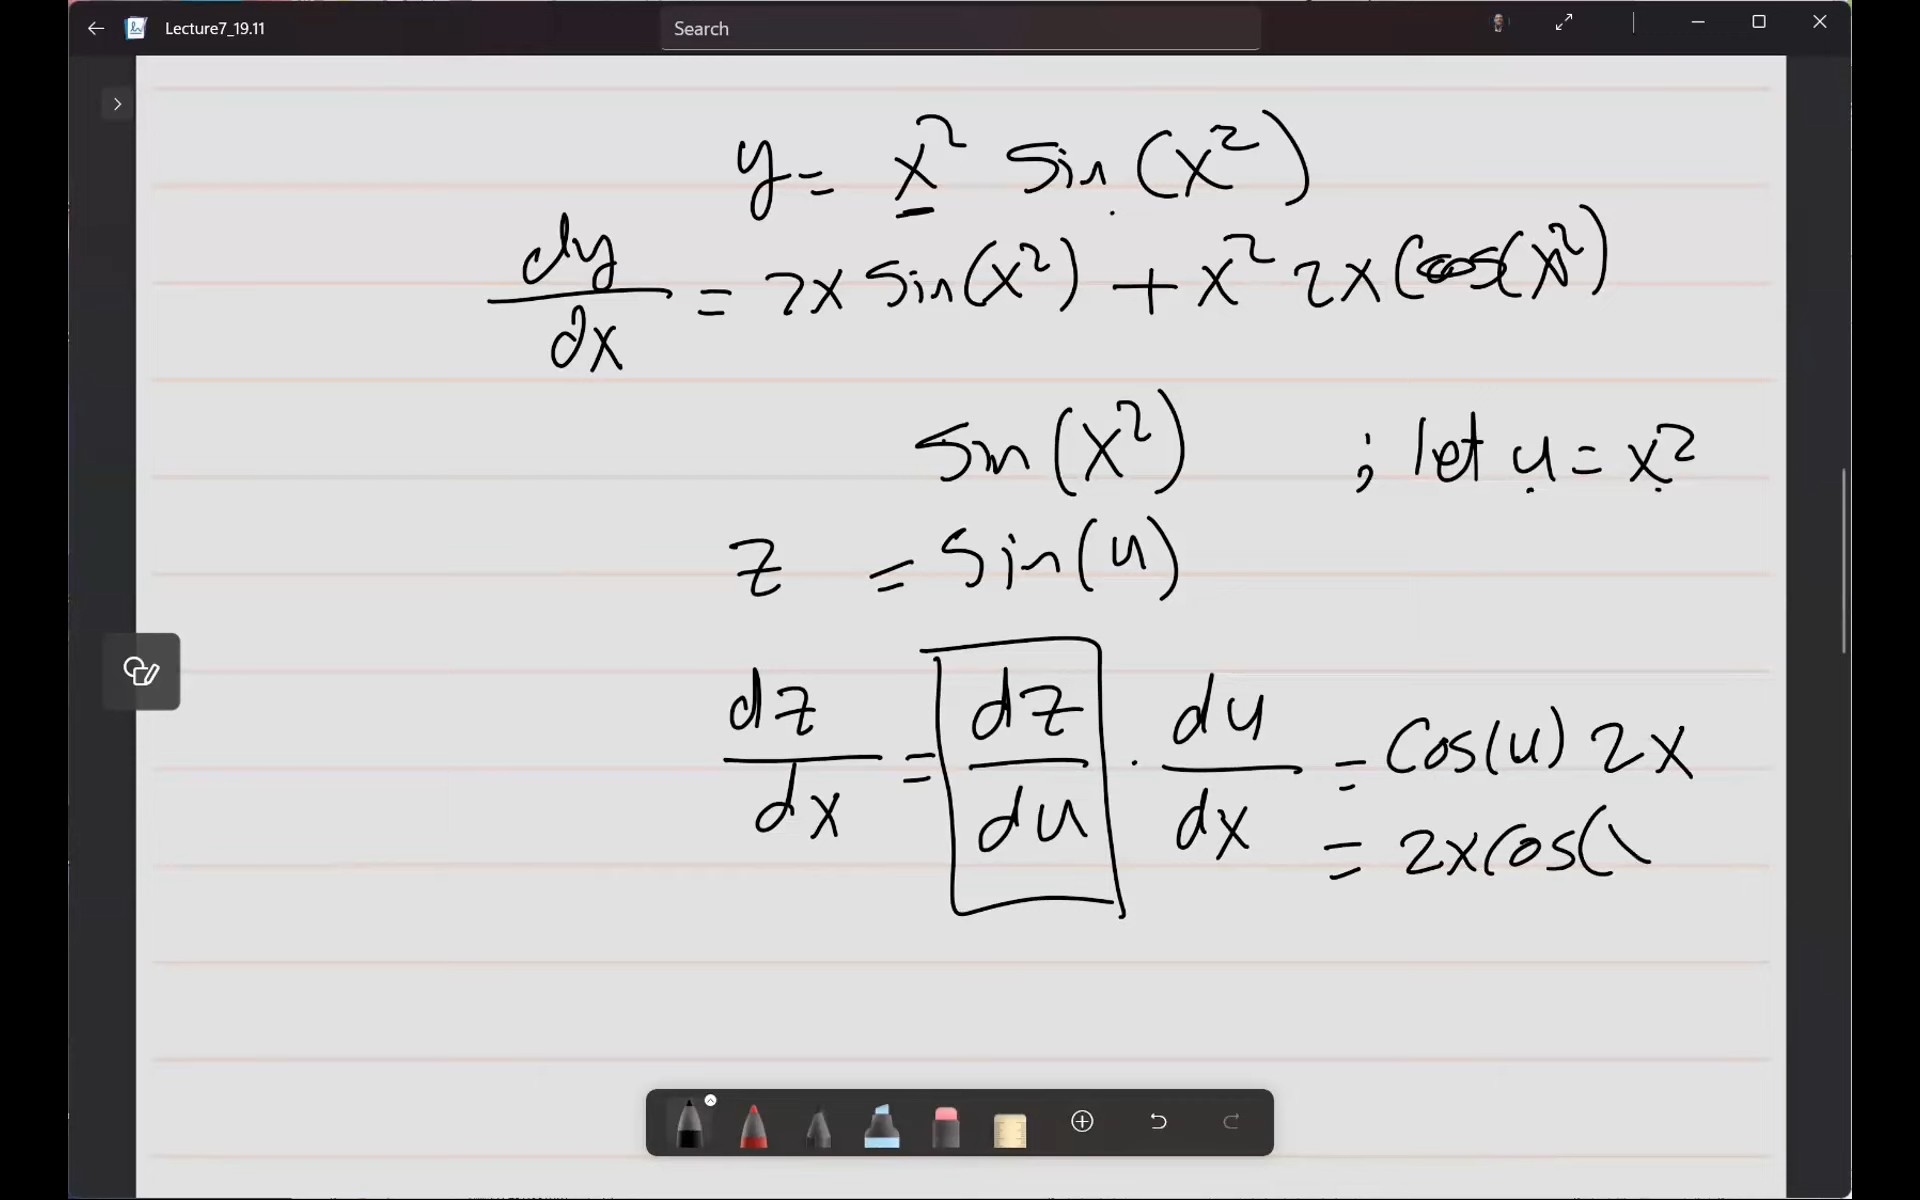 Lecture7_19.11
Search
y = x² sin(x²)
dy/dx = 2x sin(x²) + x² 2x cos(x²)
sin(x²) ; let u = x²
z = sin(u)
dz/dx = dz/du · du/dx = cos(u) 2x
= 2x cos(